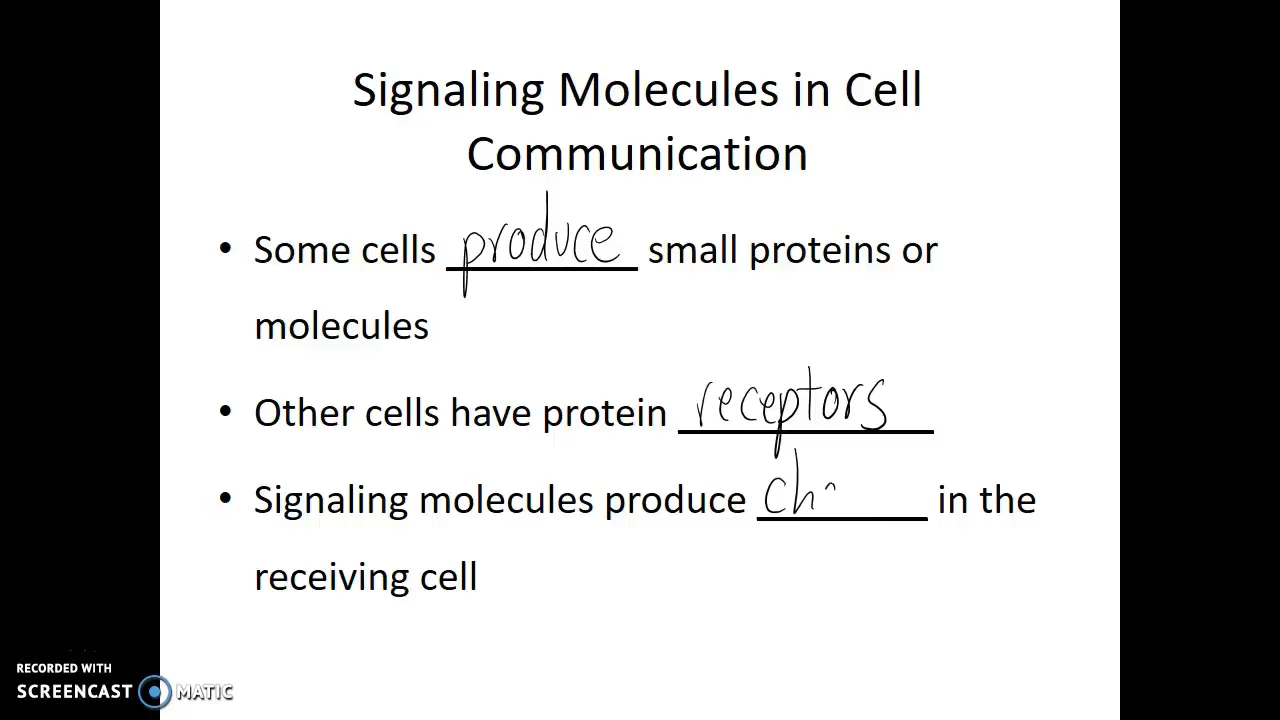 Signaling Molecules in Cell
Communication
• Some cells produce small proteins or
molecules
• Other cells have protein receptors
• Signaling molecules produce ch in the
receiving cell
RECORDED WITH
SCREENCAST MATIC